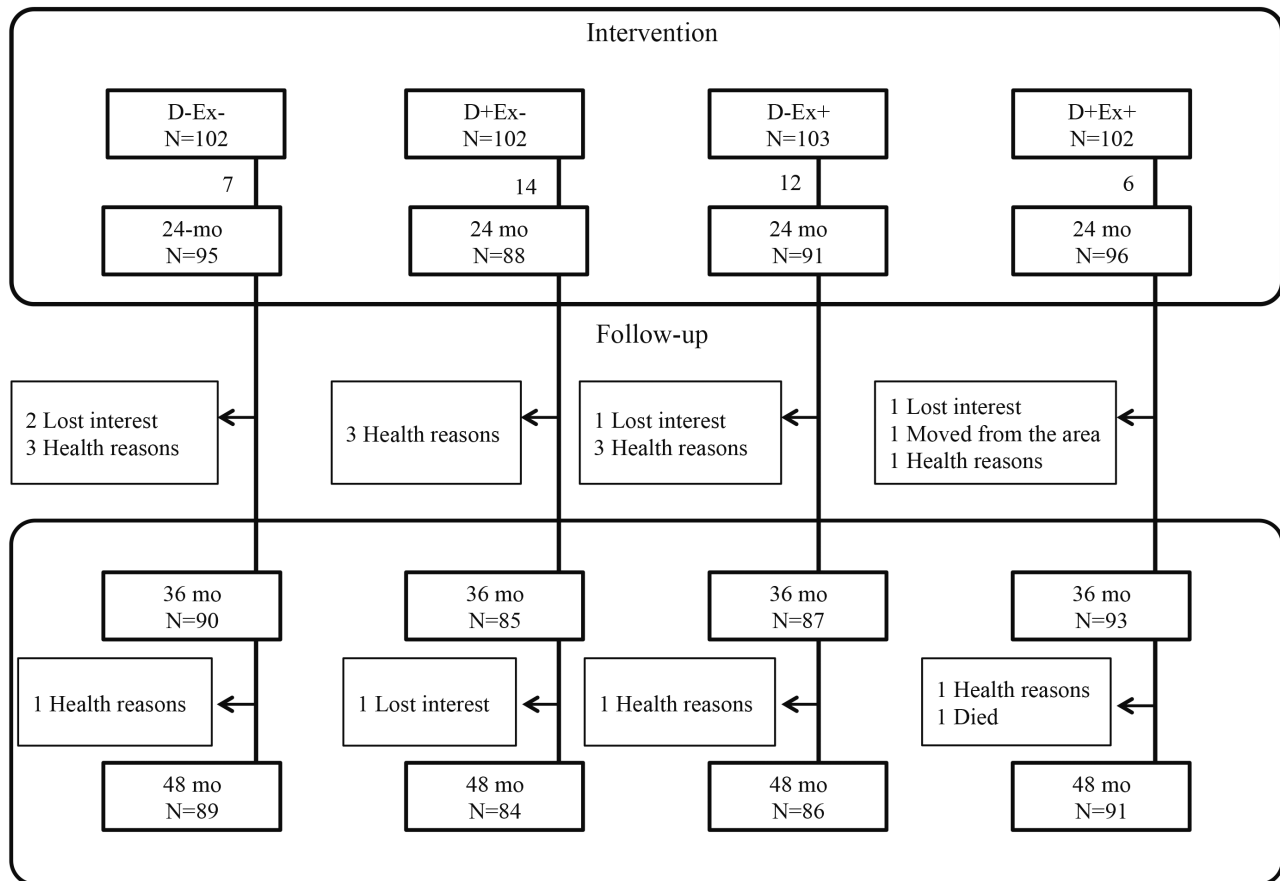 Intervention
D-Ex-
N=102
D+Ex-
N=102
D-Ex+
N=103
D+Ex+
N=102
7
14
12
6
24-mo
N=95
24 mo
N=88
24 mo
N=91
24 mo
N=96
Follow-up
2 Lost interest
3 Health reasons
3 Health reasons
1 Lost interest
3 Health reasons
1 Lost interest
1 Moved from the area
1 Health reasons
36 mo
N=90
36 mo
N=85
36 mo
N=87
36 mo
N=93
1 Health reasons
1 Lost interest
1 Health reasons
1 Health reasons
1 Died
48 mo
N=89
48 mo
N=84
48 mo
N=86
48 mo
N=91